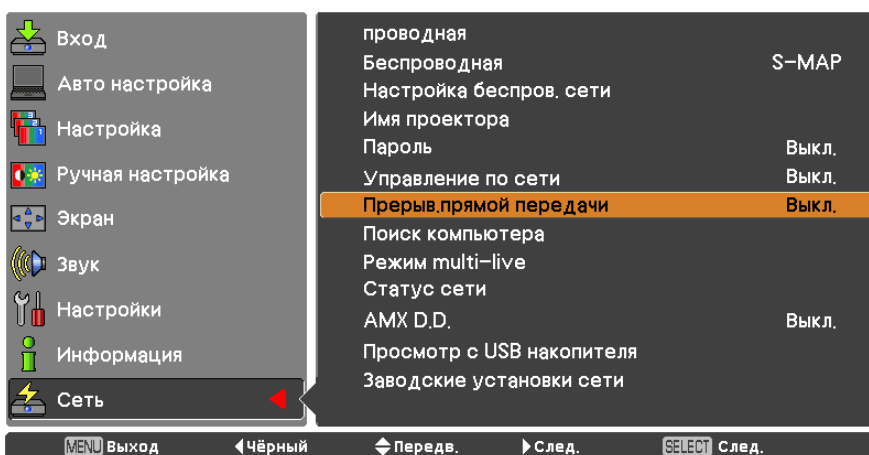 Вход
Авто настройка
Настройка
Ручная настройка
Экран
Звук
Настройки
Информация
Сеть
проводная
Беспроводная S-MAP
Настройка беспров. сети
Имя проектора
Пароль Выкл.
Управление по сети Выкл.
Прерыв.прямой передачи Выкл.
Поиск компьютера
Режим multi-live
Статус сети
AMX D.D. Выкл.
Просмотр с USB накопителя
Заводские установки сети
MENU Выход Чёрный Передв. След. SELECT След.